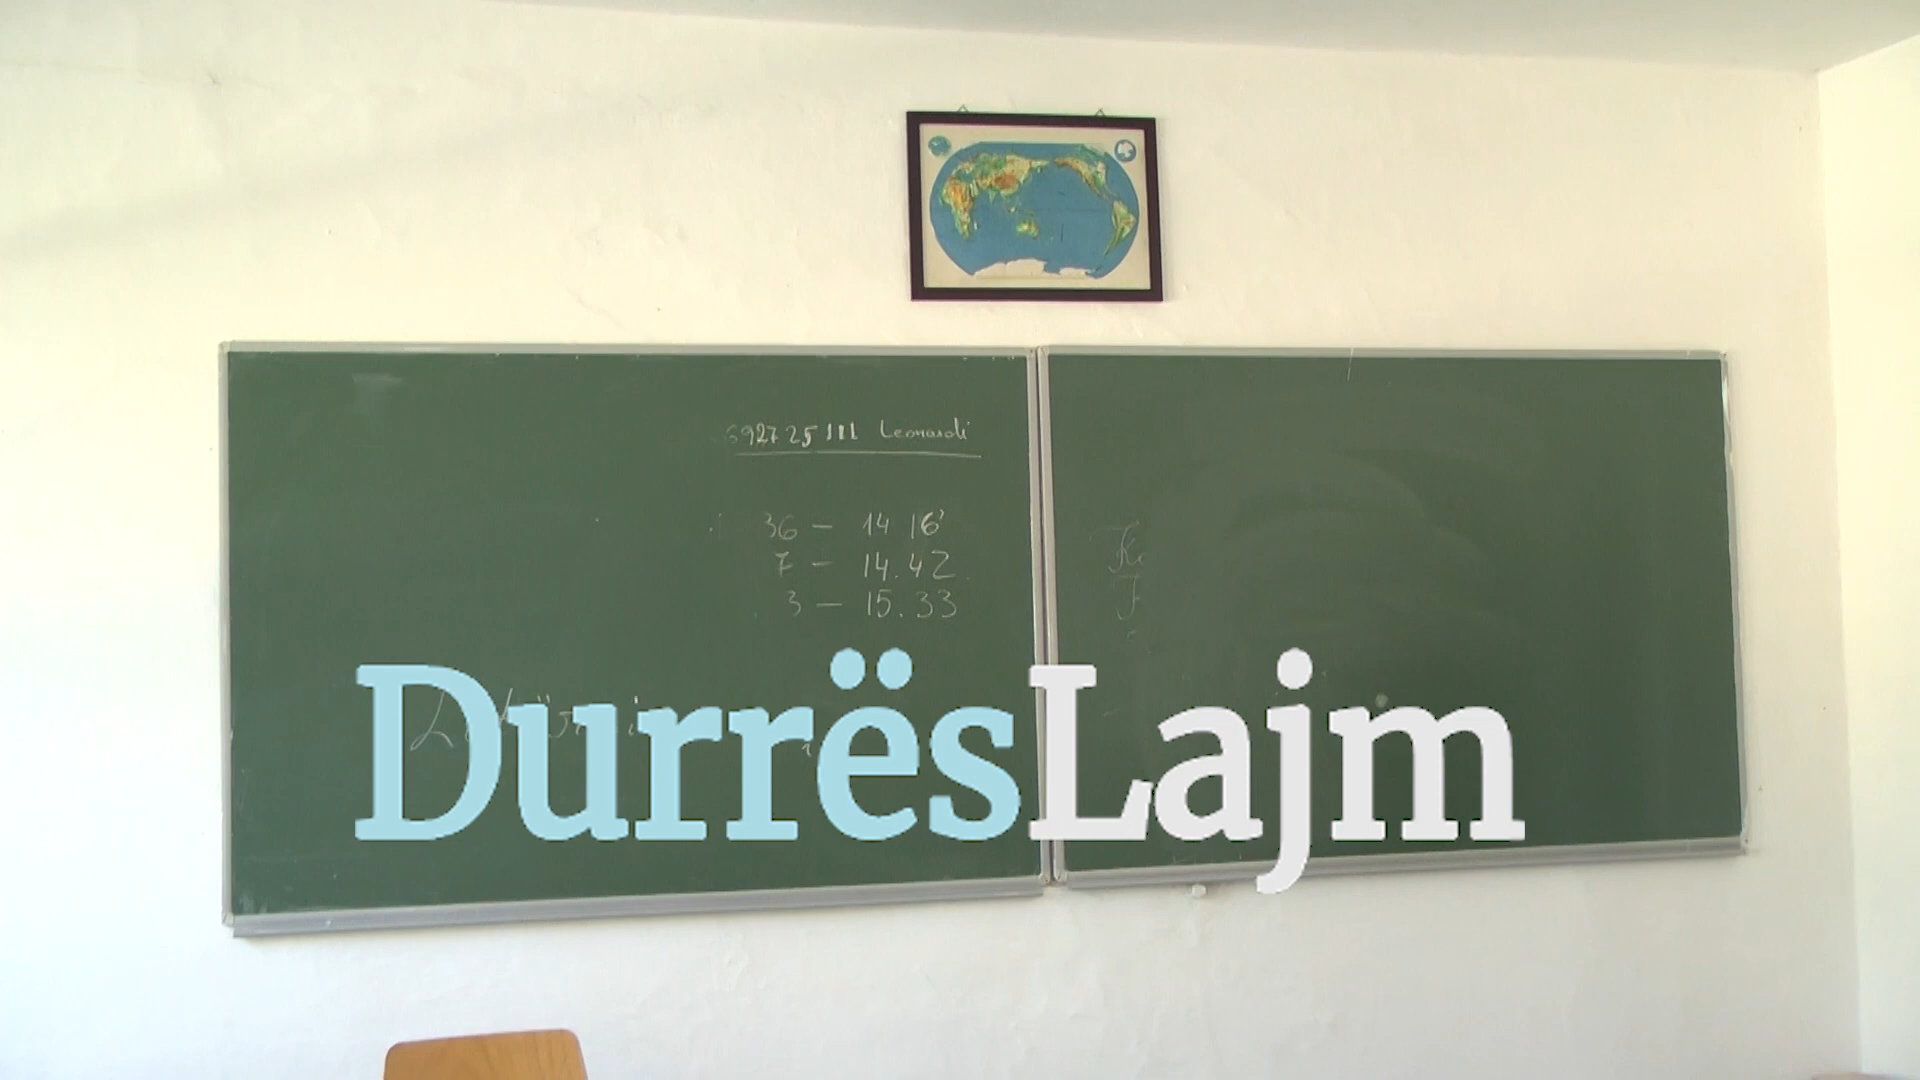 692725111 Leonardi
36 – 14 16'
7 – 14.42
3 – 15.33
DurrësLajm